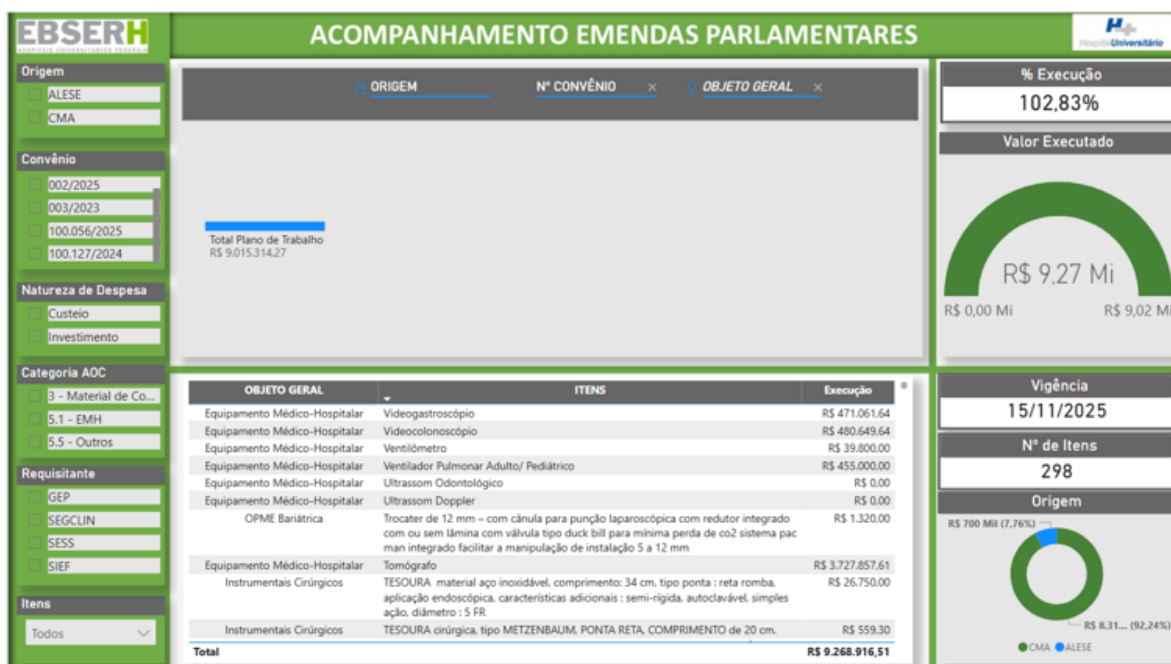 EBSERH
HOSPITAIS UNIVERSITÁRIOS FEDERAIS
ACOMPANHAMENTO EMENDAS PARLAMENTARES
HospitalUniversitário
Origem
ALESE
CMA
Convênio
002/2025
003/2023
100.056/2025
100.127/2024
Natureza de Despesa
Custeio
Investimento
Categoria AOC
3 - Material de Co...
5.1 - EMH
5.5 - Outros
Requisitante
GEP
SEGCLIN
SESS
SIEF
Itens
Todos
ORIGEM
Nº CONVÊNIO
OBJETO GERAL
Total Plano de Trabalho
R$ 9.015.314,27
% Execução
102,83%
Valor Executado
R$ 9,27 Mi
R$ 0,00 Mi
R$ 9,02 Mi
OBJETO GERAL ITENS Execução
Equipamento Médico-Hospitalar Videogastroscópio R$ 471.061,64
Equipamento Médico-Hospitalar Videocolonoscópio R$ 480.649,64
Equipamento Médico-Hospitalar Ventilômetro R$ 39.800,00
Equipamento Médico-Hospitalar Ventilador Pulmonar Adulto/ Pediátrico R$ 455.000,00
Equipamento Médico-Hospitalar Ultrassom Odontológico R$ 0,00
Equipamento Médico-Hospitalar Ultrassom Doppler R$ 0,00
OPME Bariátrica Trocater de 12 mm – com cânula para punção laparoscópica com redutor integrado R$ 1.320,00
com ou sem lâmina com válvula tipo duck bill para mínima perda de co2 sistema pac
man integrado facilitar a manipulação de instalação 5 a 12 mm
Equipamento Médico-Hospitalar Tomógrafo R$ 3.727.857,61
Instrumentais Cirúrgicos TESOURA material aço inoxidável, comprimento: 34 cm, tipo ponta : reta romba, R$ 26.750,00
aplicação endoscópica, características adicionais : semi-rígida, autoclavável, simples
ação, diâmetro : 5 FR
Instrumentais Cirúrgicos TESOURA cirúrgica, tipo METZENBAUM, PONTA RETA, COMPRIMENTO de 20 cm. R$ 559,30
Total R$ 9.268.916,51
Vigência
15/11/2025
Nº de Itens
298
Origem
R$ 700 Mil (7,76%)
R$ 8.31... (92,24%)
CMA ALESE